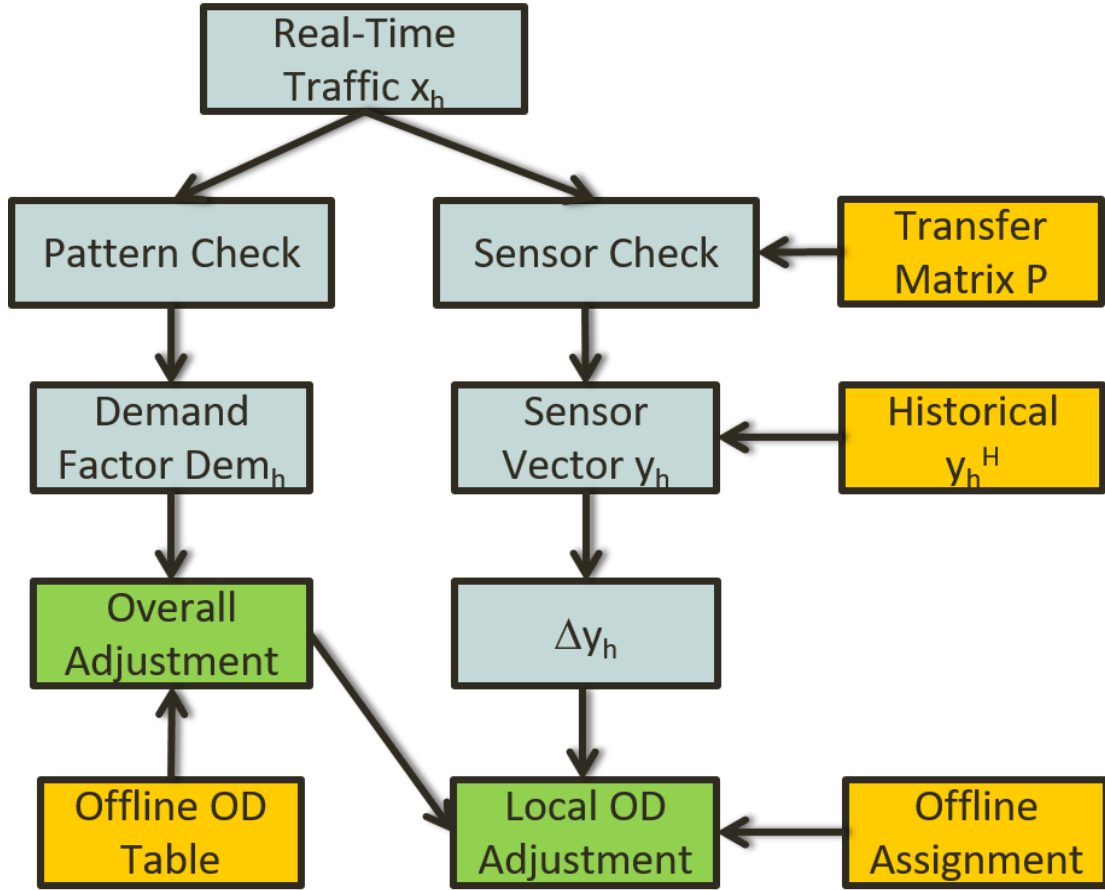 Real-Time
Traffic xₕ
Pattern Check
Sensor Check
Transfer
Matrix P
Demand
Factor Demₕ
Sensor
Vector yₕ
Historical
yₕᴴ
Overall
Adjustment
Δyₕ
Offline OD
Table
Local OD
Adjustment
Offline
Assignment